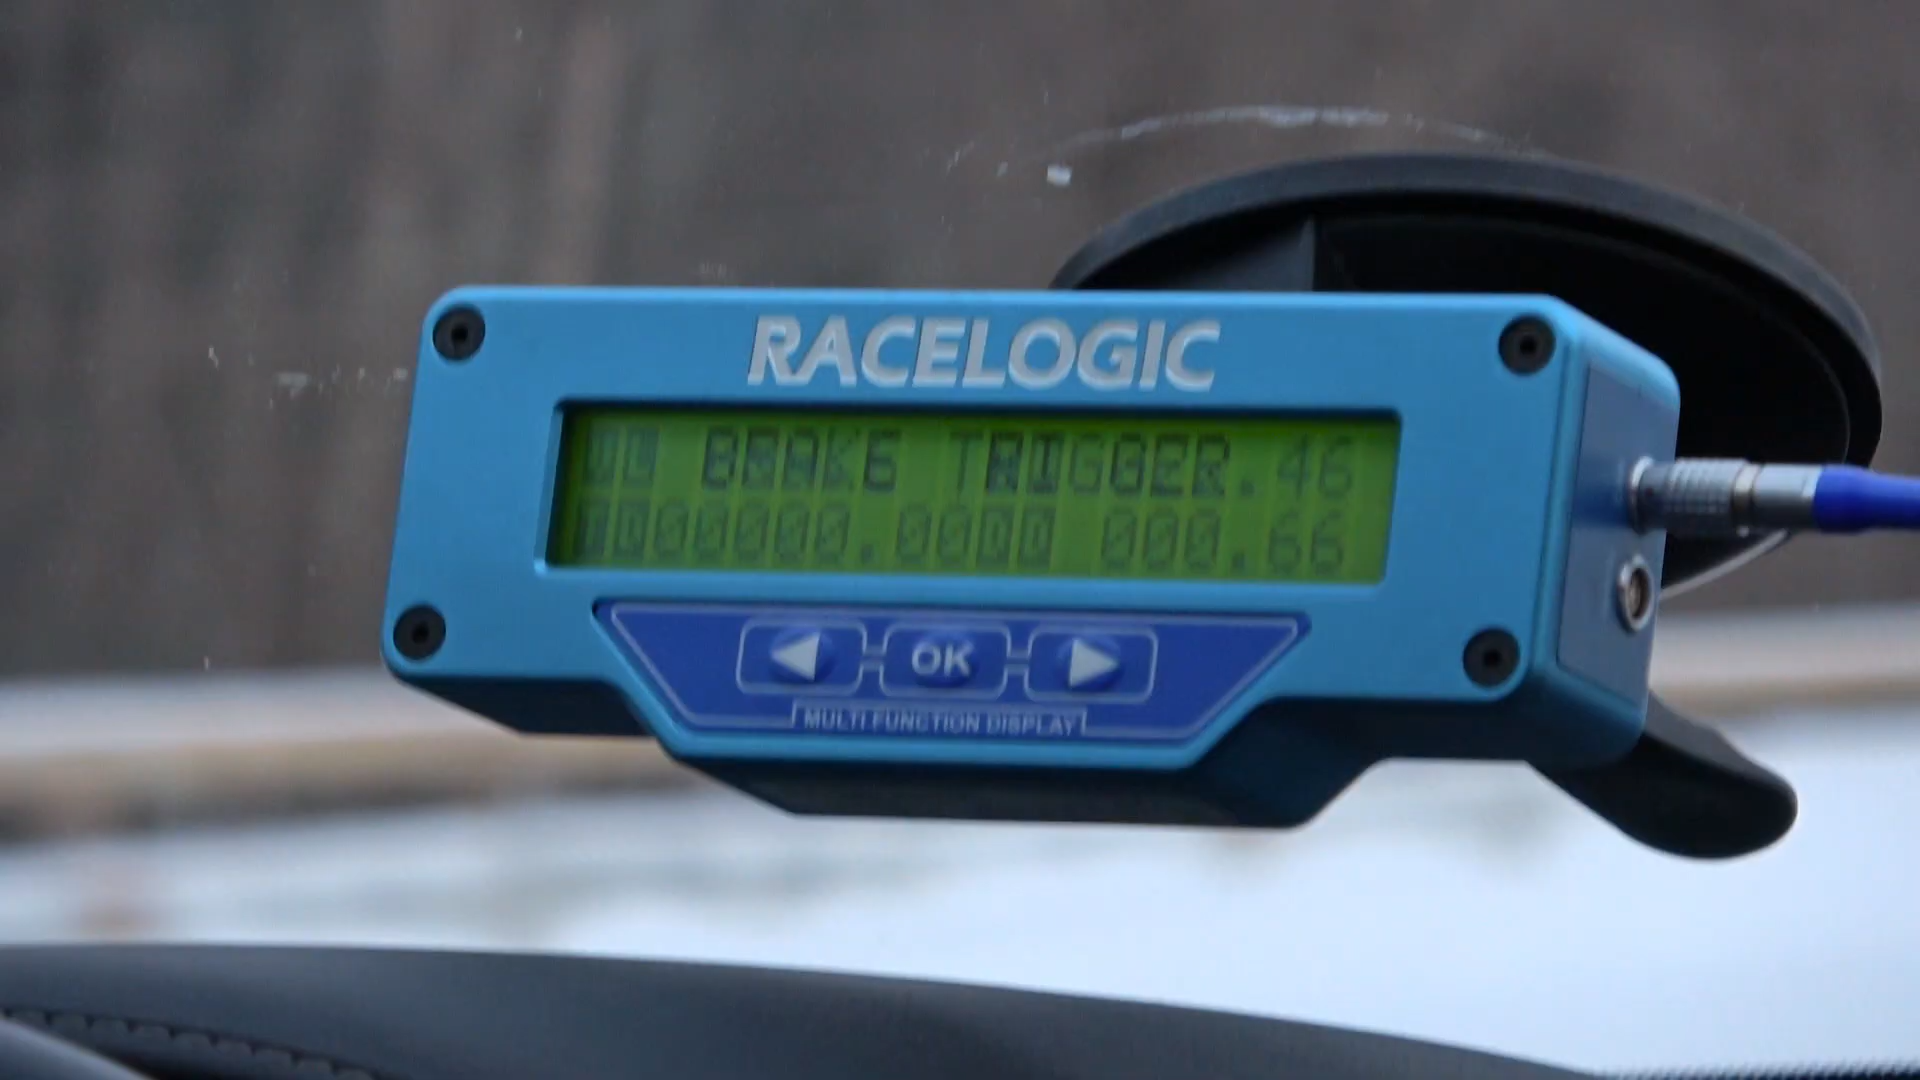 RACELOGIC
BRAKE TRIGGER.46
000.66
OK
MULTI FUNCTION DISPLAY